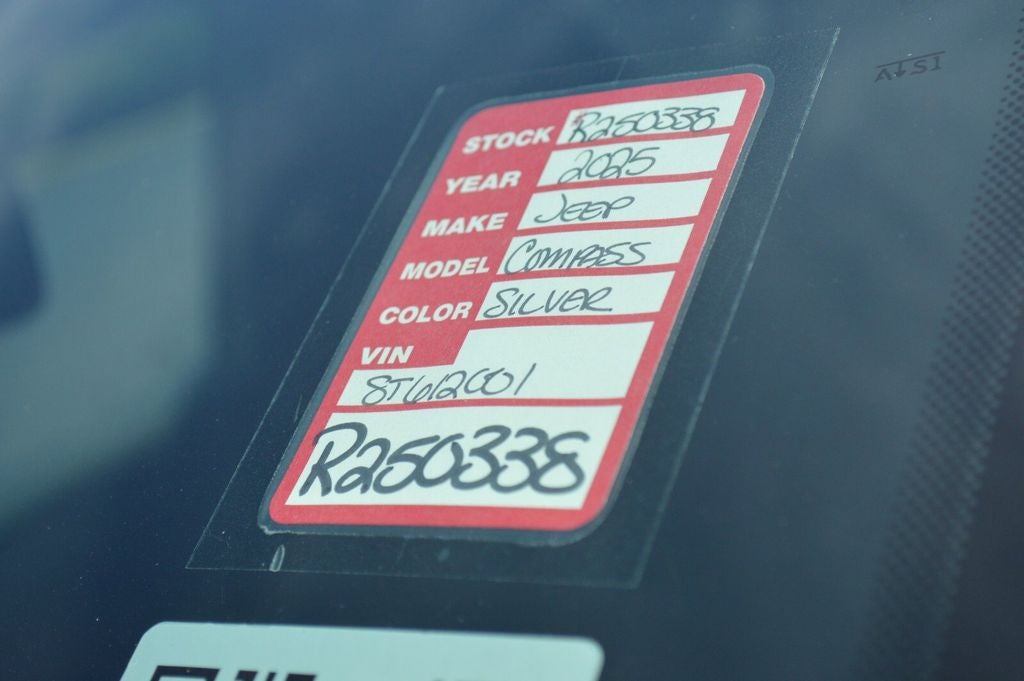 STOCK R250338
YEAR 2025
MAKE JEEP
MODEL COMPASS
COLOR SILVER
VIN
ST612001
R250338